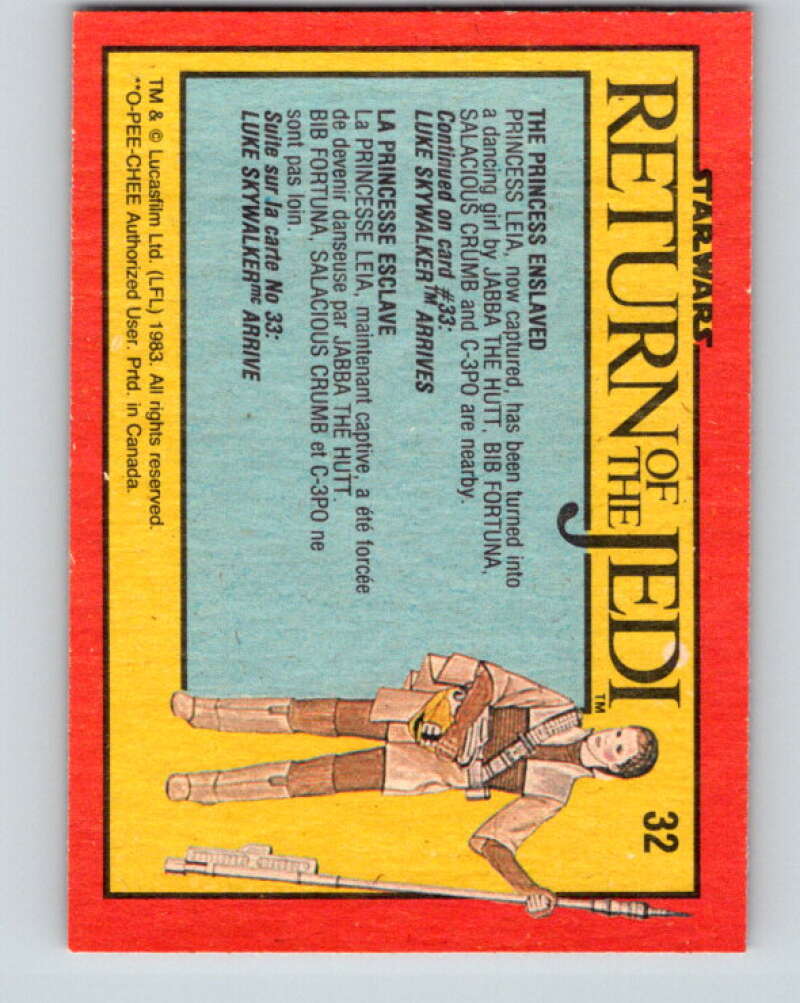 STAR WARS
RETURN OF THE JEDI™
32
THE PRINCESS ENSLAVED
PRINCESS LEIA, now captured, has been turned into
a dancing girl by JABBA THE HUTT. BIB FORTUNA,
SALACIOUS CRUMB and C-3PO are nearby.
Continued on card #33:
LUKE SKYWALKER™ ARRIVES
LA PRINCESSE ESCLAVE
La PRINCESSE LEIA, maintenant captive, a été forcée
de devenir danseuse par JABBA THE HUTT.
BIB FORTUNA, SALACIOUS CRUMB et C-3PO ne
sont pas loin.
Suite sur la carte No 33:
LUKE SKYWALKERmc ARRIVE
TM & © Lucasfilm Ltd. (LFL) 1983. All rights reserved.
**O-PEE-CHEE Authorized User. Prtd. in Canada.